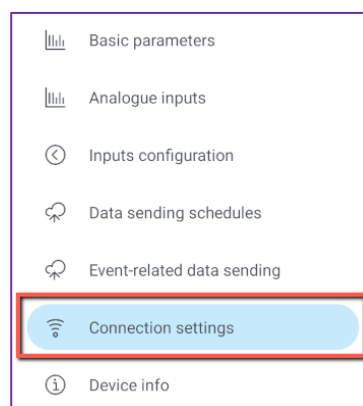 Basic parameters
Analogue inputs
Inputs configuration
Data sending schedules
Event-related data sending
Connection settings
Device info